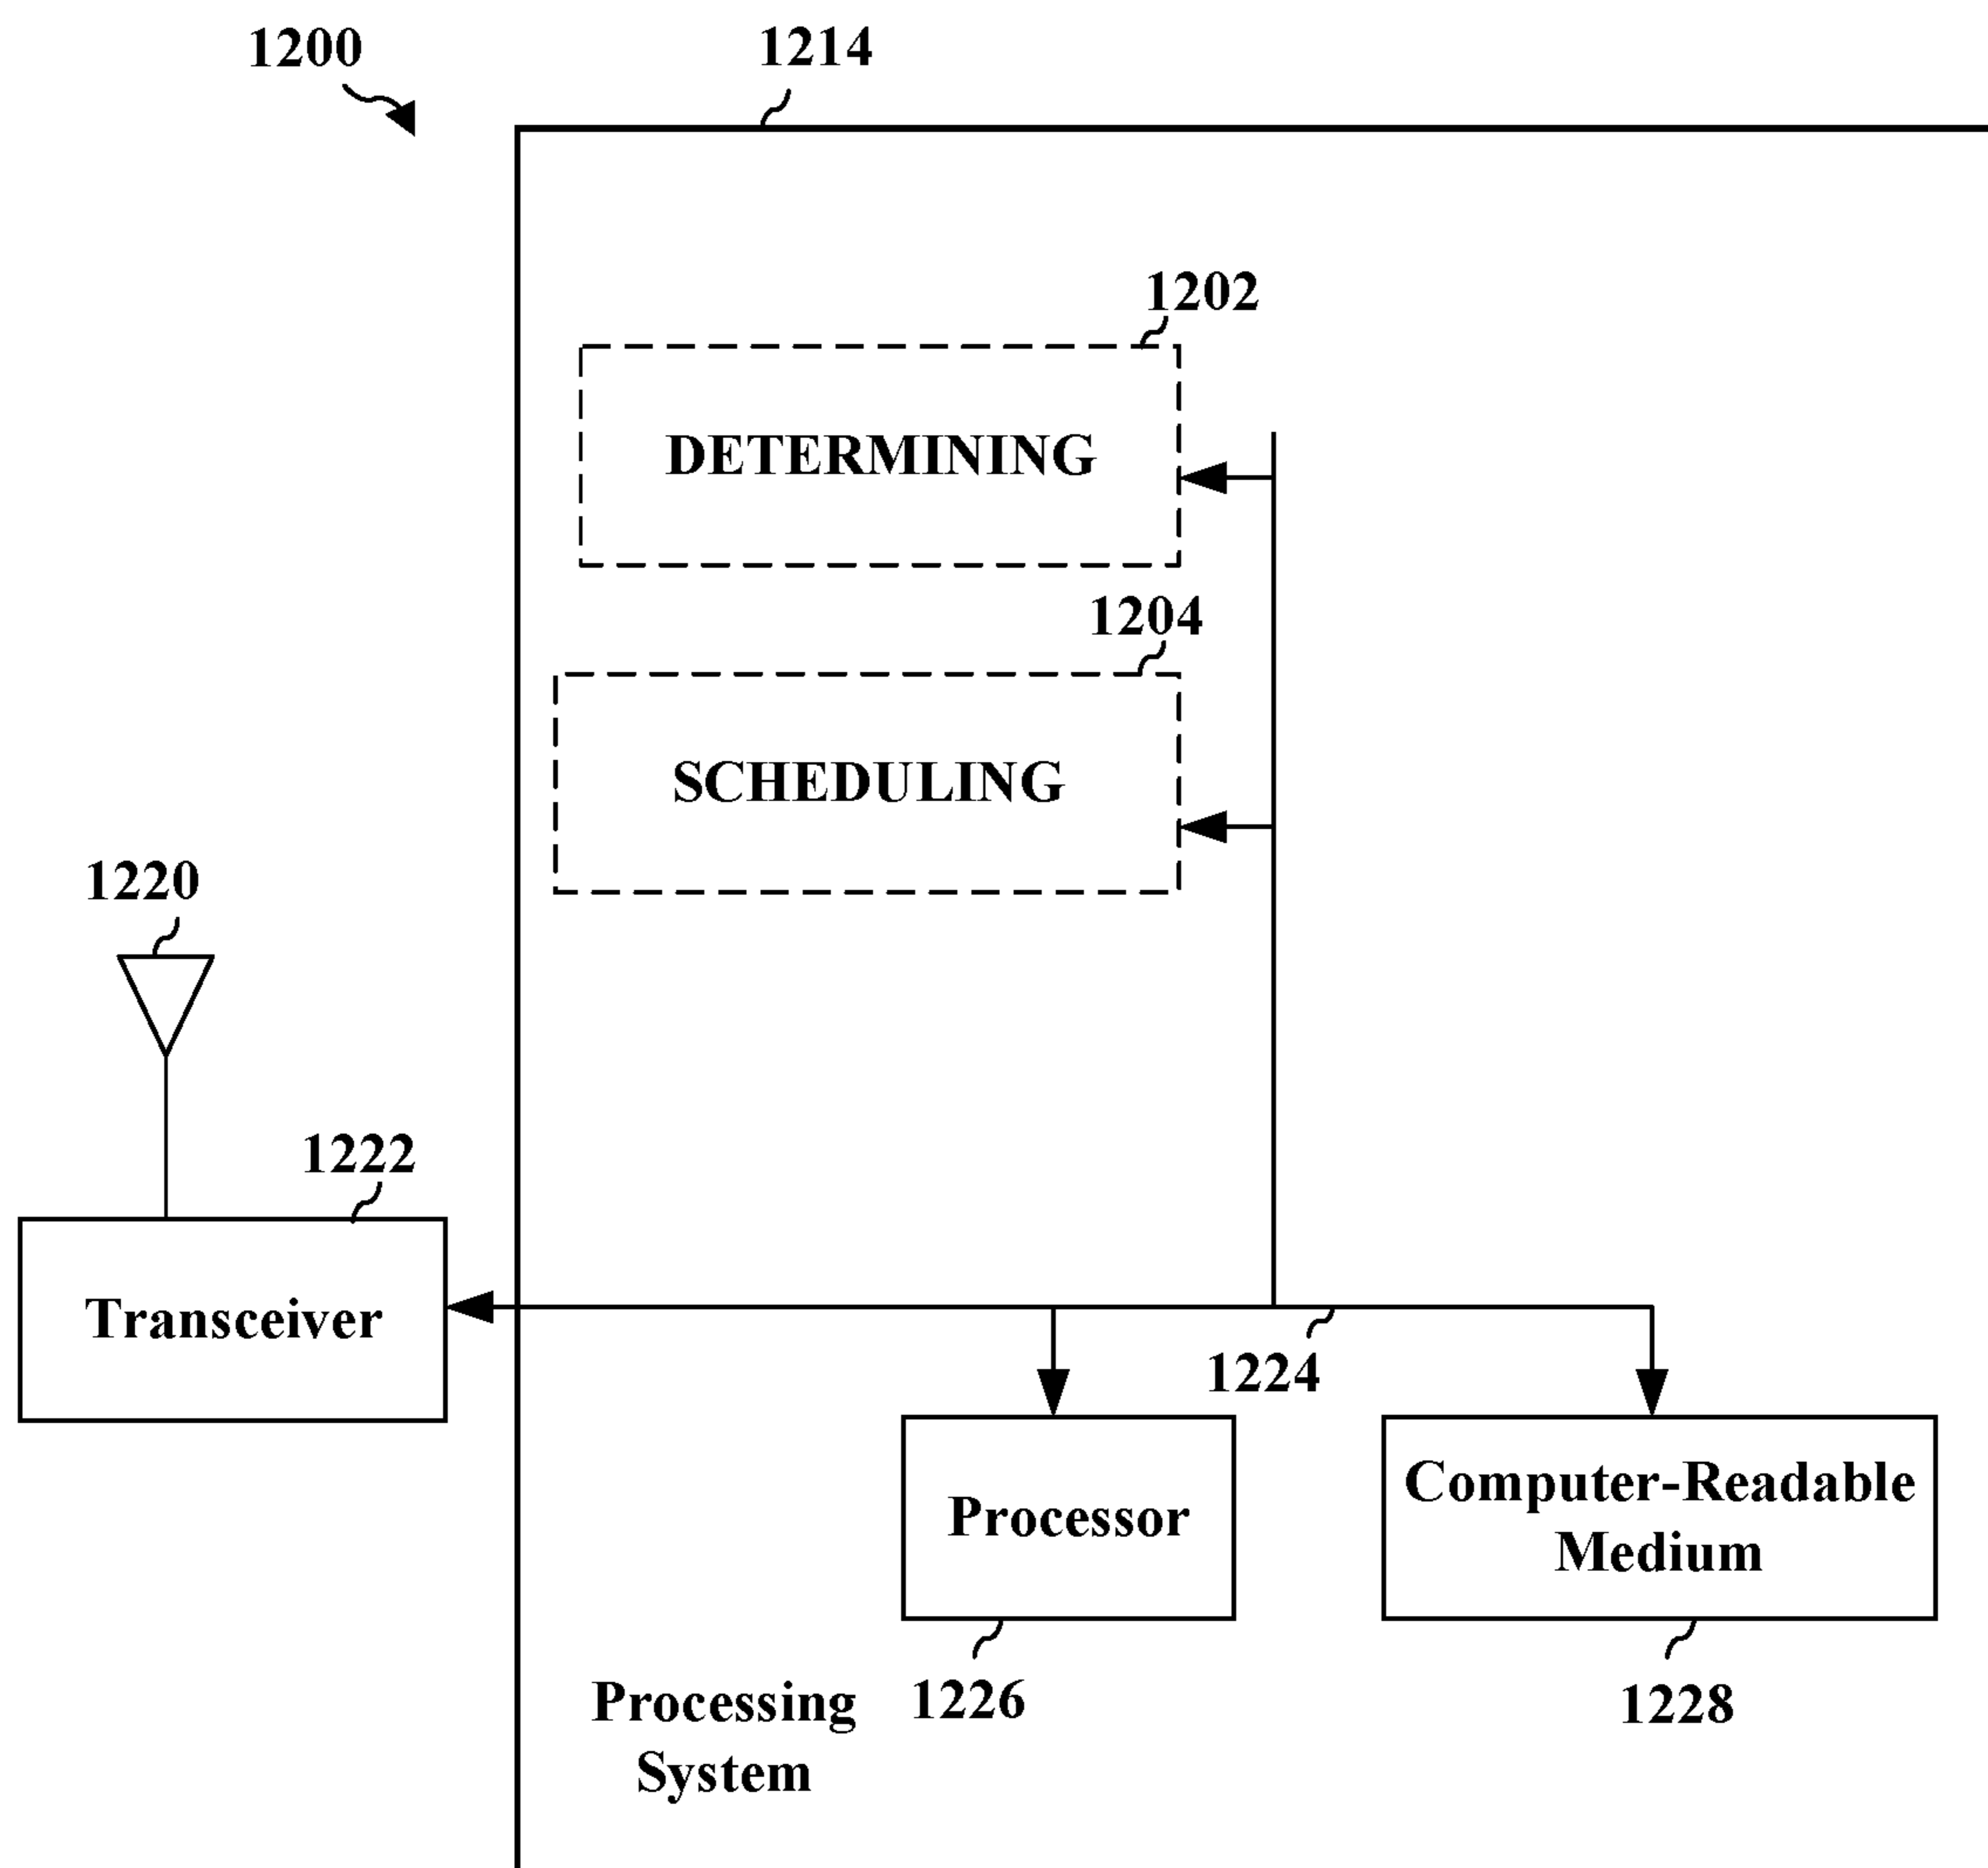 1200
1214
1202
DETERMINING
1204
SCHEDULING
1220
1222
Transceiver
1224
Processor
Computer-Readable
Medium
Processing
System
1226
1228